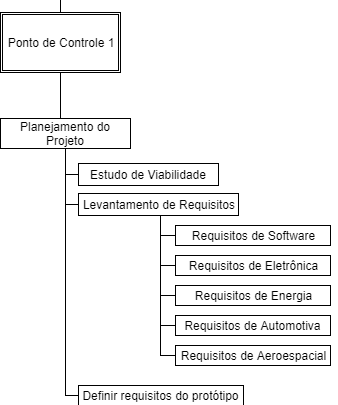 Ponto de Controle 1
Planejamento do
Projeto
Estudo de Viabilidade
Levantamento de Requisitos
Requisitos de Software
Requisitos de Eletrônica
Requisitos de Energia
Requisitos de Automotiva
Requisitos de Aeroespacial
Definir requisitos do protótipo